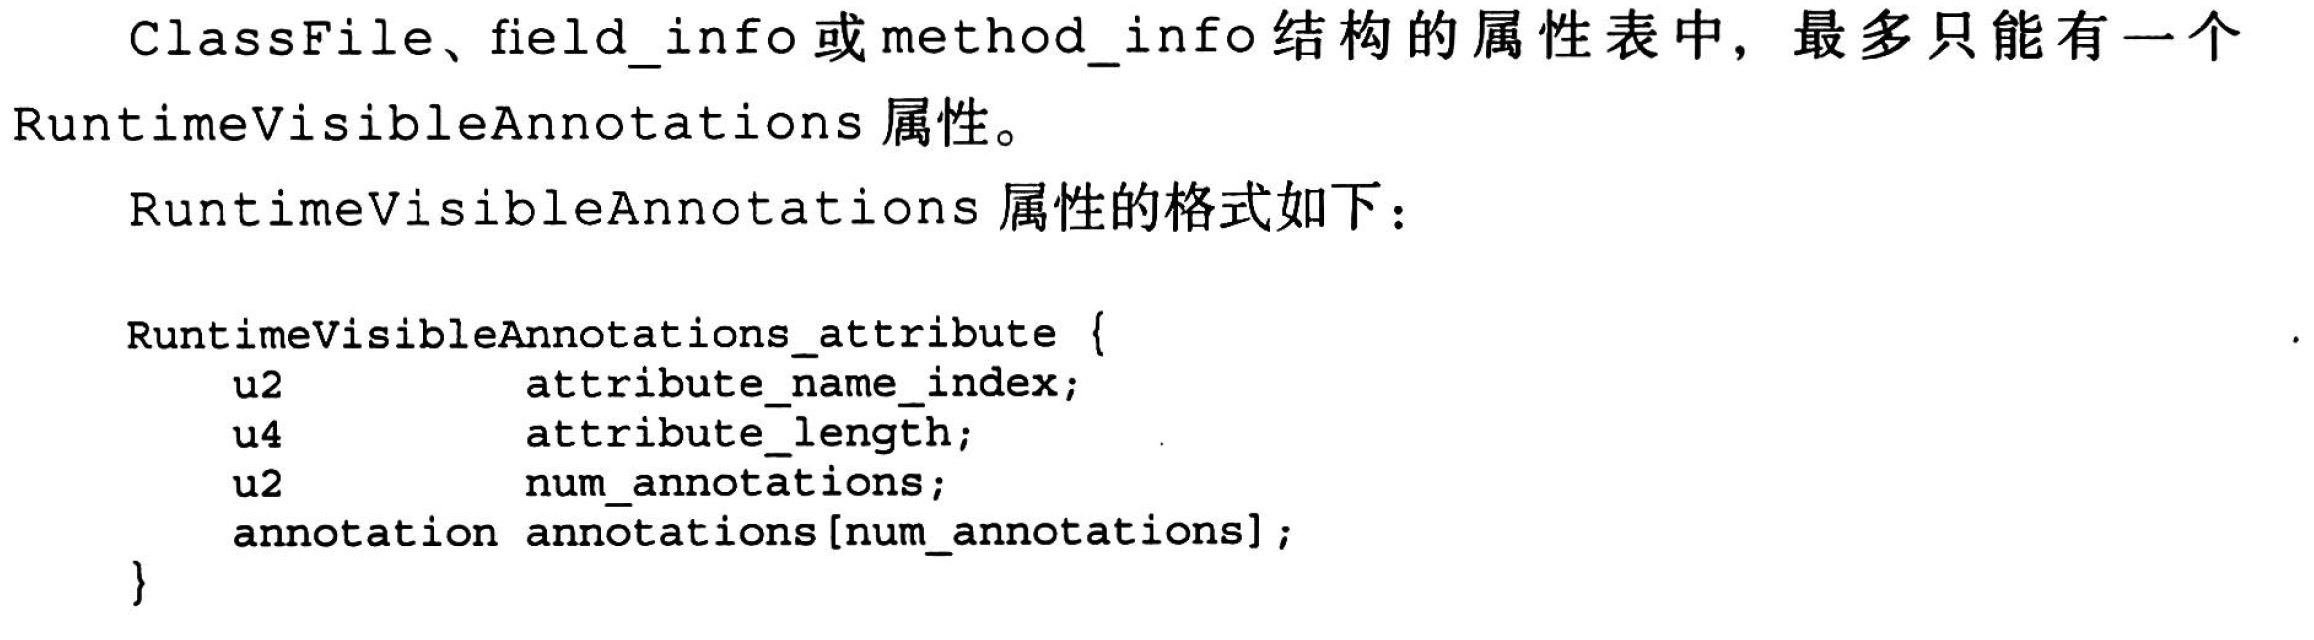 ClassFile、field_info 或 method_info 结构的属性表中，最多只能有一个
RuntimeVisibleAnnotations 属性。
RuntimeVisibleAnnotations 属性的格式如下：
RuntimeVisibleAnnotations_attribute {
u2 attribute_name_index;
u4 attribute_length;
u2 num_annotations;
annotation annotations[num_annotations];
}